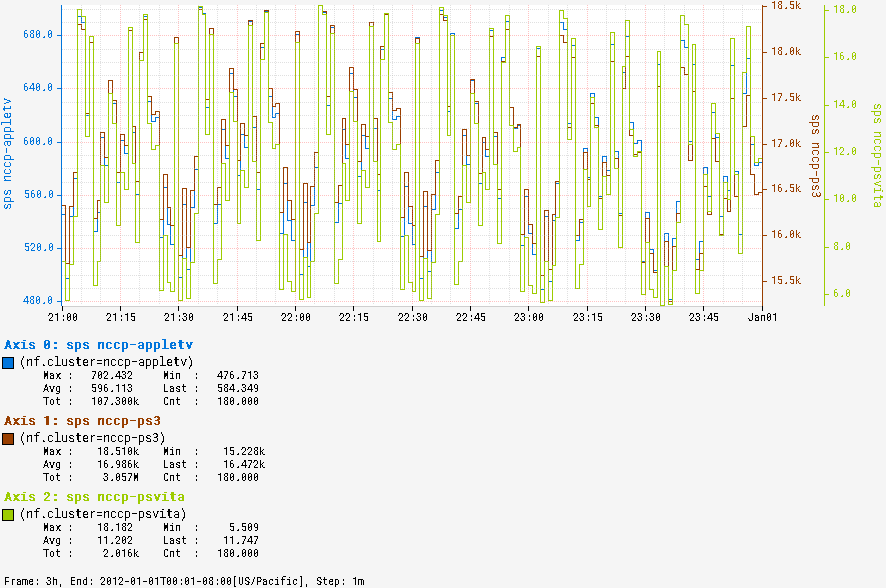 680.0
640.0
600.0
560.0
520.0
480.0
sps nccp-appletv
18.5k
18.0k
17.5k
17.0k
16.5k
16.0k
15.5k
sps nccp-ps3
18.0
16.0
14.0
12.0
10.0
8.0
6.0
sps nccp-psvita
21:00 21:15 21:30 21:45 22:00 22:15 22:30 22:45 23:00 23:15 23:30 23:45 Jan01
Axis 0: sps nccp-appletv
(nf.cluster=nccp-appletv)
Max : 702.432 Min : 476.713
Avg : 596.113 Last : 584.349
Tot : 107.300k Cnt : 180.000
Axis 1: sps nccp-ps3
(nf.cluster=nccp-ps3)
Max : 18.510k Min : 15.228k
Avg : 16.986k Last : 16.472k
Tot : 3.057M Cnt : 180.000
Axis 2: sps nccp-psvita
(nf.cluster=nccp-psvita)
Max : 18.182 Min : 5.509
Avg : 11.202 Last : 11.747
Tot : 2.016k Cnt : 180.000
Frame: 3h, End: 2012-01-01T00:01-08:00[US/Pacific], Step: 1m